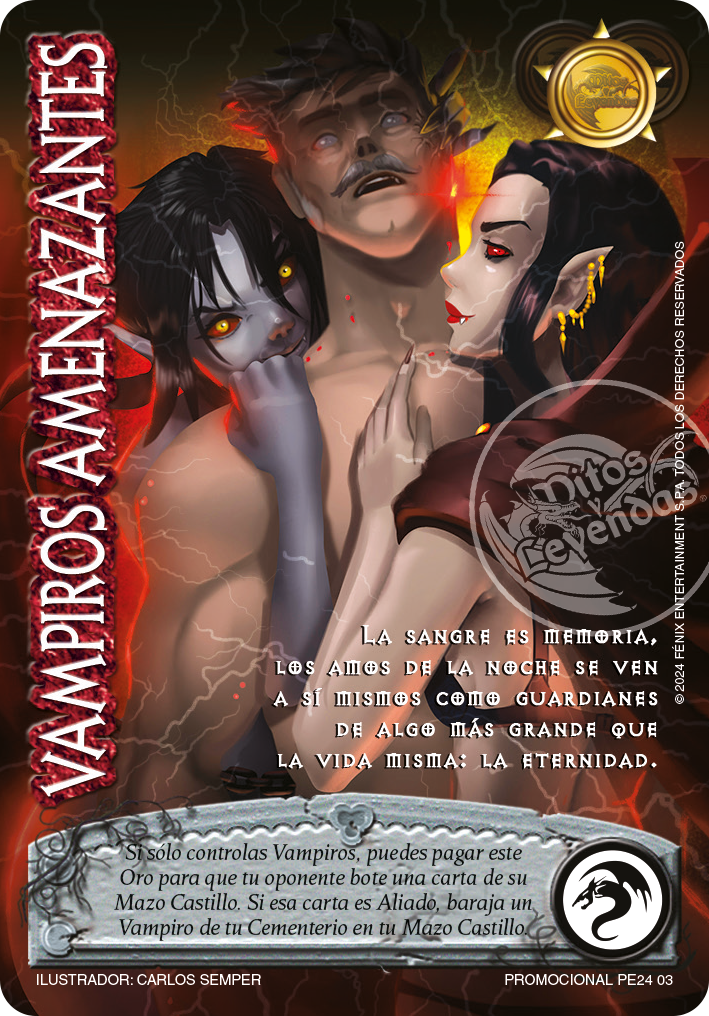 VAMPIROS AMENAZANTES
Mitos
y
Leyendas
© 2024 FÉNIX ENTERTAINMENT S.P.A. TODOS LOS DERECHOS RESERVADOS
Mitos
y
Leyendas
®
La sangre es memoria,
los amos de la noche se ven
a sí mismos como guardianes
de algo más grande que
la vida misma: la eternidad.
Si sólo controlas Vampiros, puedes pagar este
Oro para que tu oponente bote una carta de su
Mazo Castillo. Si esa carta es Aliado, baraja un
Vampiro de tu Cementerio en tu Mazo Castillo.
ILUSTRADOR: CARLOS SEMPER
PROMOCIONAL PE24 03